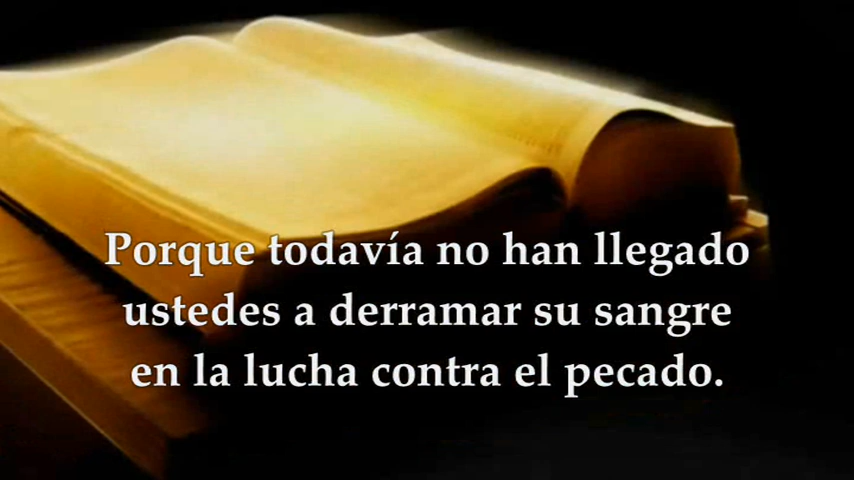 Porque todavía no han llegado
ustedes a derramar su sangre
en la lucha contra el pecado.